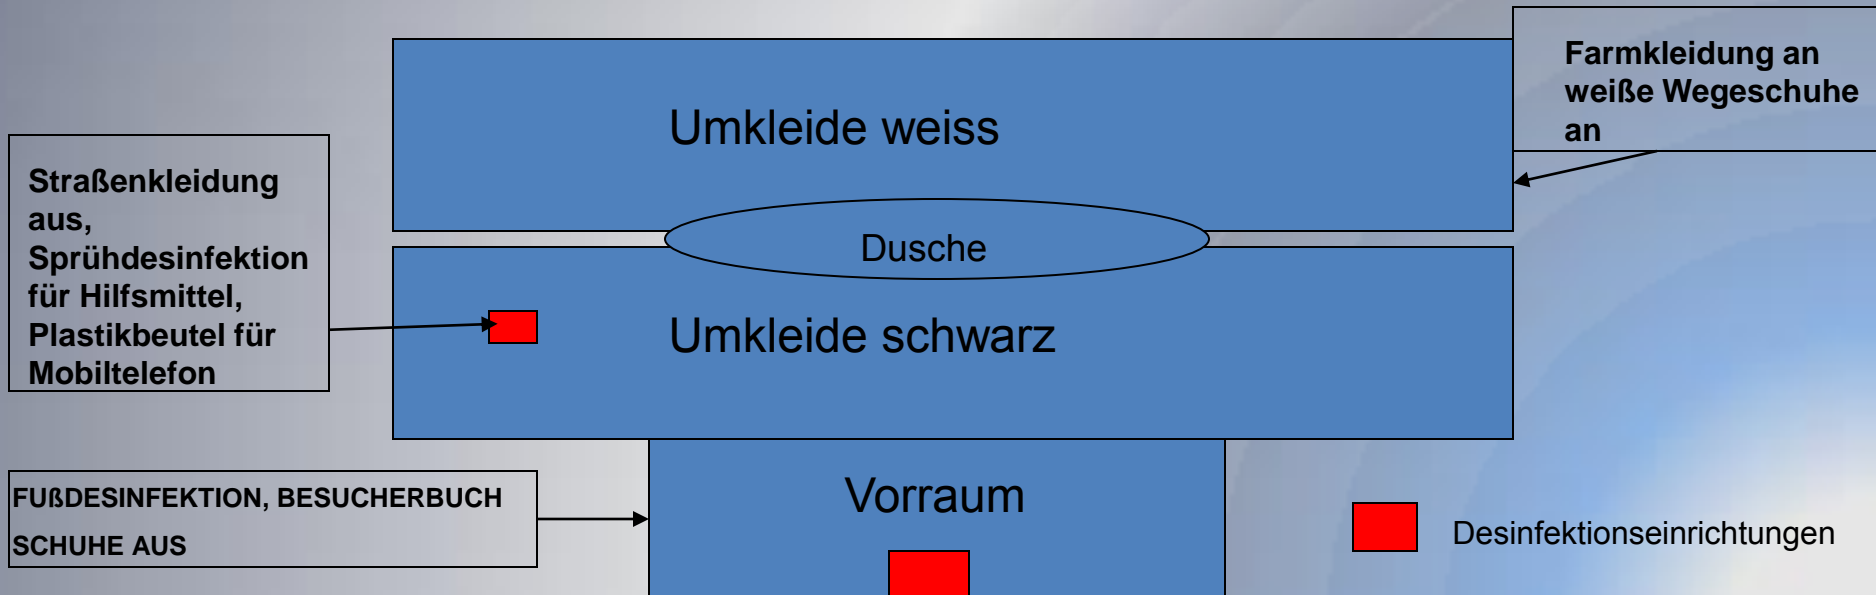 Farmkleidung an
weiße Wegeschuhe
an
Umkleide weiss
Straßenkleidung
aus,
Sprühdesinfektion
für Hilfsmittel,
Plastikbeutel für
Mobiltelefon
Dusche
Umkleide schwarz
FUßDESINFEKTION, BESUCHERBUCH
SCHUHE AUS
Vorraum
Desinfektionseinrichtungen